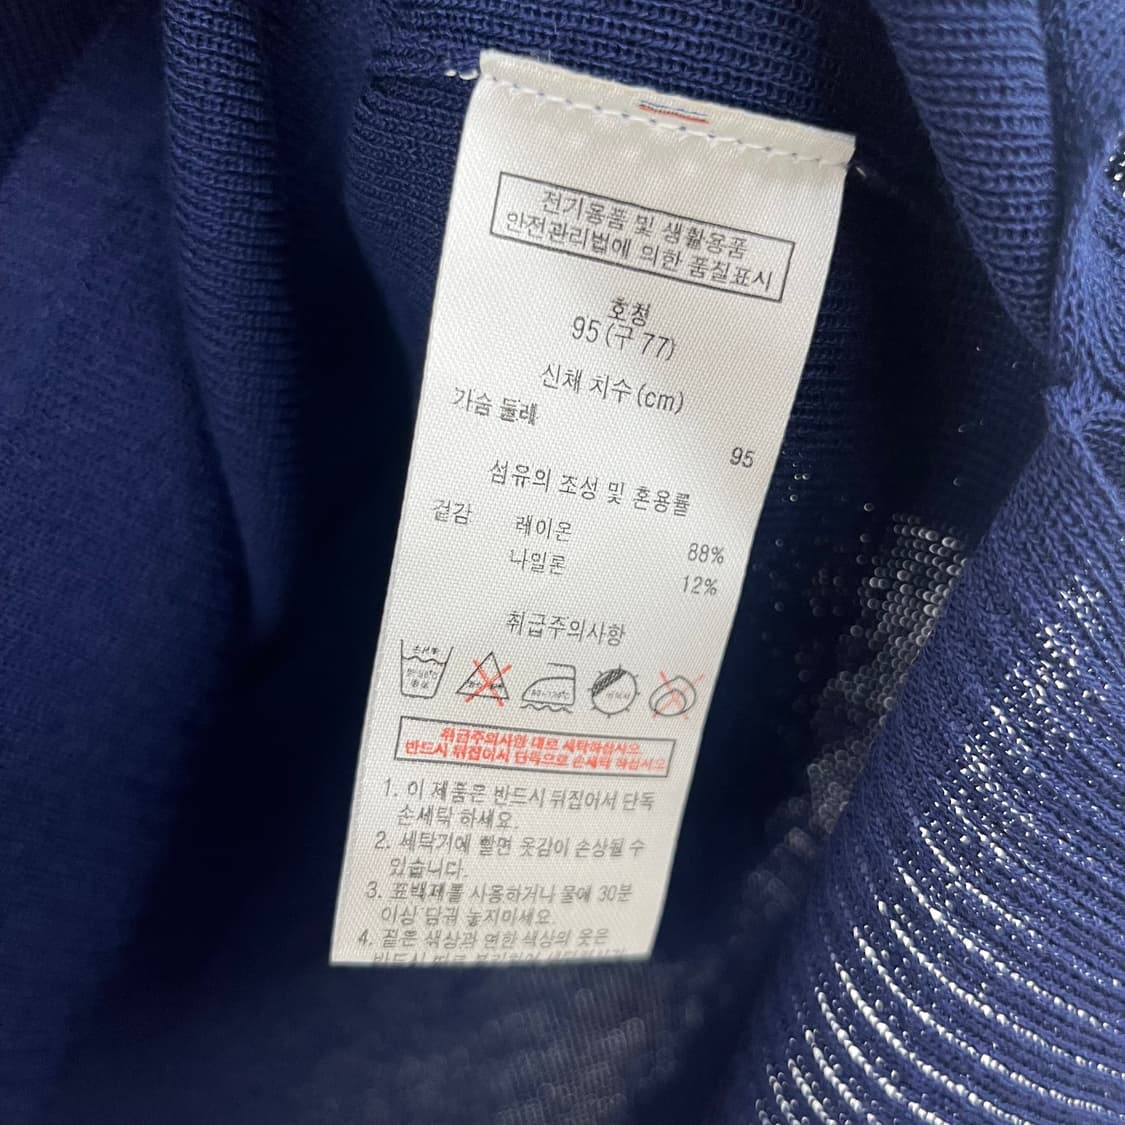 전기용품 및 생활용품
안전관리법에 의한 품질표시
호칭
95(구 77)
신체 치수(cm)
가슴 둘레
95
섬유의 조성 및 혼용률
겉감 레이온 88%
나일론 12%
취급주의사항
손세탁
취급주의사항 대로 세탁하십시오
반드시 뒤집어서 단독으로 손세탁 하십시오
1. 이 제품은 반드시 뒤집어서 단독
손세탁 하세요.
2. 세탁기에 빨면 옷감이 손상될 수
있습니다.
3. 표백제를 사용하거나 물에 30분
이상 담궈 놓지마세요.
4. 짙은 색상과 연한 색상의 옷은